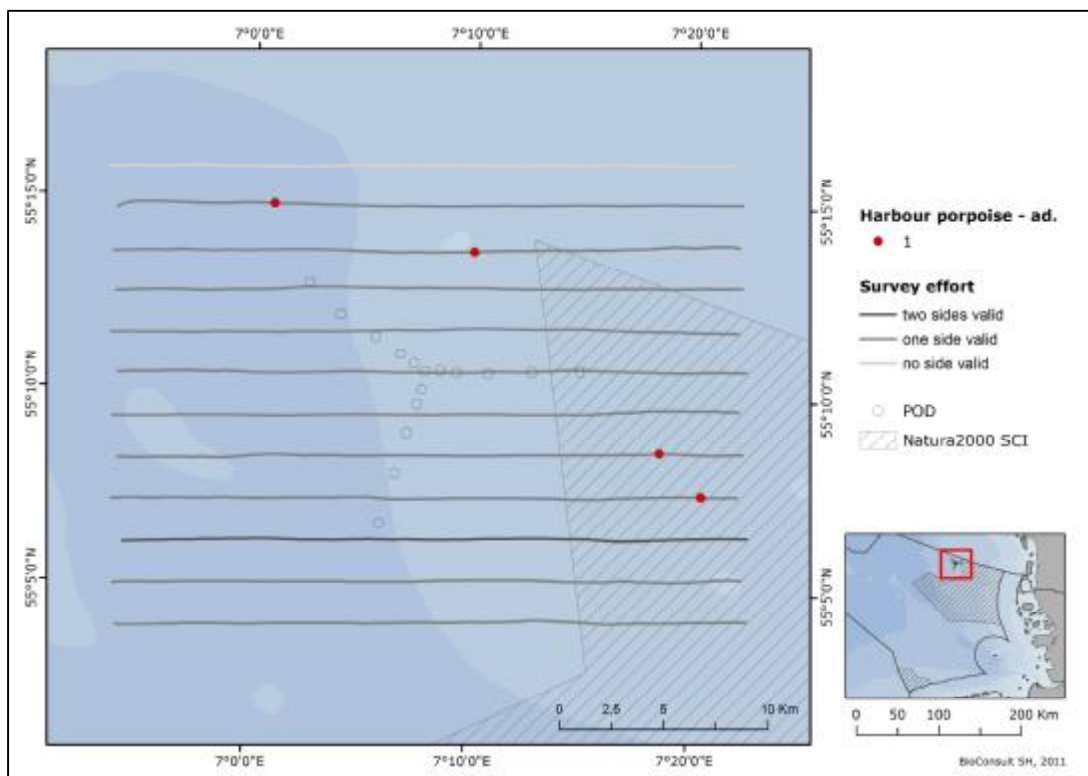 7°0'0"E 7°10'0"E 7°20'0"E
55°15'0"N
55°10'0"N
55°5'0"N
55°15'0"N
55°10'0"N
55°5'0"N
0 2,5 5 10 Km
7°0'0"E 7°10'0"E 7°20'0"E
Harbour porpoise - ad.
1
Survey effort
two sides valid
one side valid
no side valid
POD
Natura2000 SCI
0 50 100 200 Km
BioConsult SH, 2011